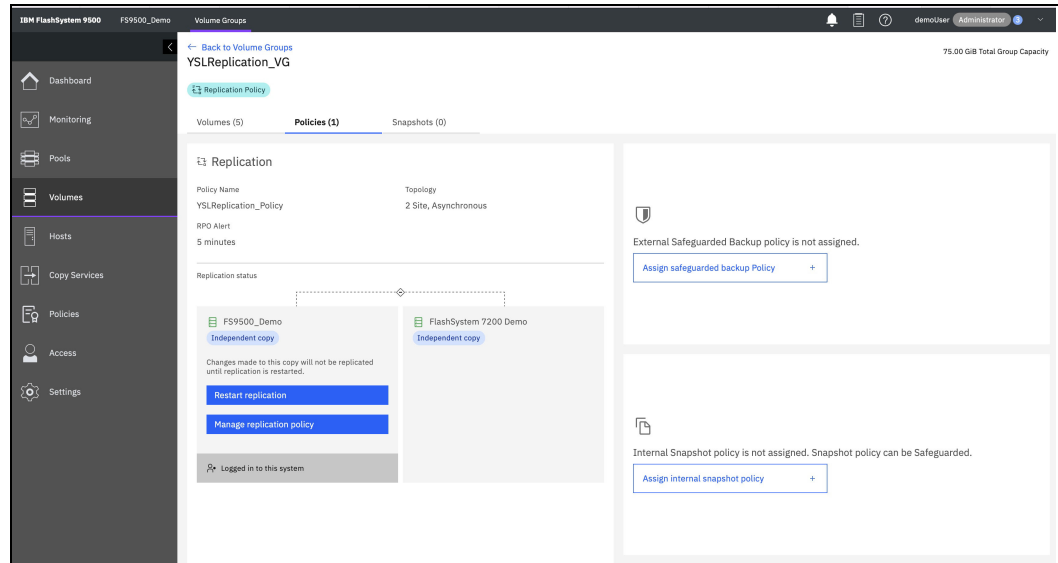 IBM FlashSystem 9500 FS9500_Demo Volume Groups demoUser Administrator 3
← Back to Volume Groups
75.00 GiB Total Group Capacity
YSLReplication_VG
Replication Policy
Volumes (5) Policies (1) Snapshots (0)
Dashboard
Monitoring
Pools
Volumes
Hosts
Copy Services
Policies
Access
Settings
Replication
Policy Name Topology
YSLReplication_Policy 2 Site, Asynchronous
RPO Alert
5 minutes
Replication status
FS9500_Demo
Independent copy
Changes made to this copy will not be replicated
until replication is restarted.
Restart replication
Manage replication policy
Logged in to this system
FlashSystem 7200 Demo
Independent copy
External Safeguarded Backup policy is not assigned.
Assign safeguarded backup Policy +
Internal Snapshot policy is not assigned. Snapshot policy can be Safeguarded.
Assign internal snapshot policy +